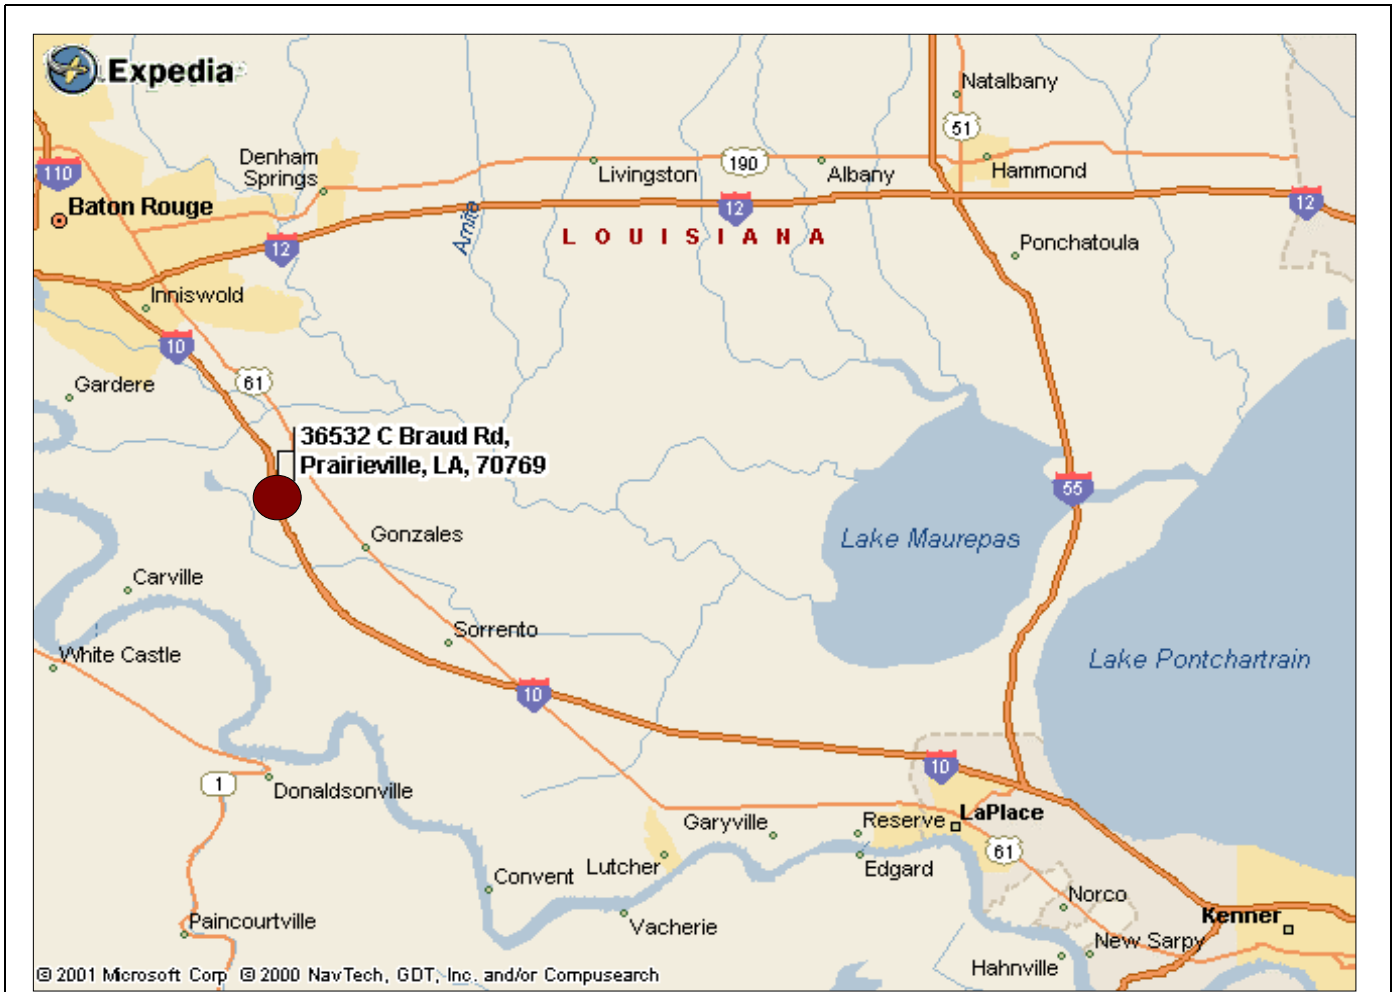 Expedia
Natalbany
51
Denham
Springs
190
Livingston
Albany
Hammond
110
Baton Rouge
12
12
12
Amite
LOUISIANA
Ponchatoula
Inniswold
10
61
Gardere
36532 C Braud Rd,
Prairieville, LA, 70769
55
Gonzales
Lake Maurepas
Carville
Sorrento
White Castle
Lake Pontchartrain
10
10
1
Donaldsonville
Garyville
Reserve
LaPlace
61
Lutcher
Edgard
Convent
Norco
Kenner
Paincourtville
Vacherie
New Sarpy
Hahnville
© 2001 Microsoft Corp © 2000 NavTech, GDT, Inc. and/or Compusearch